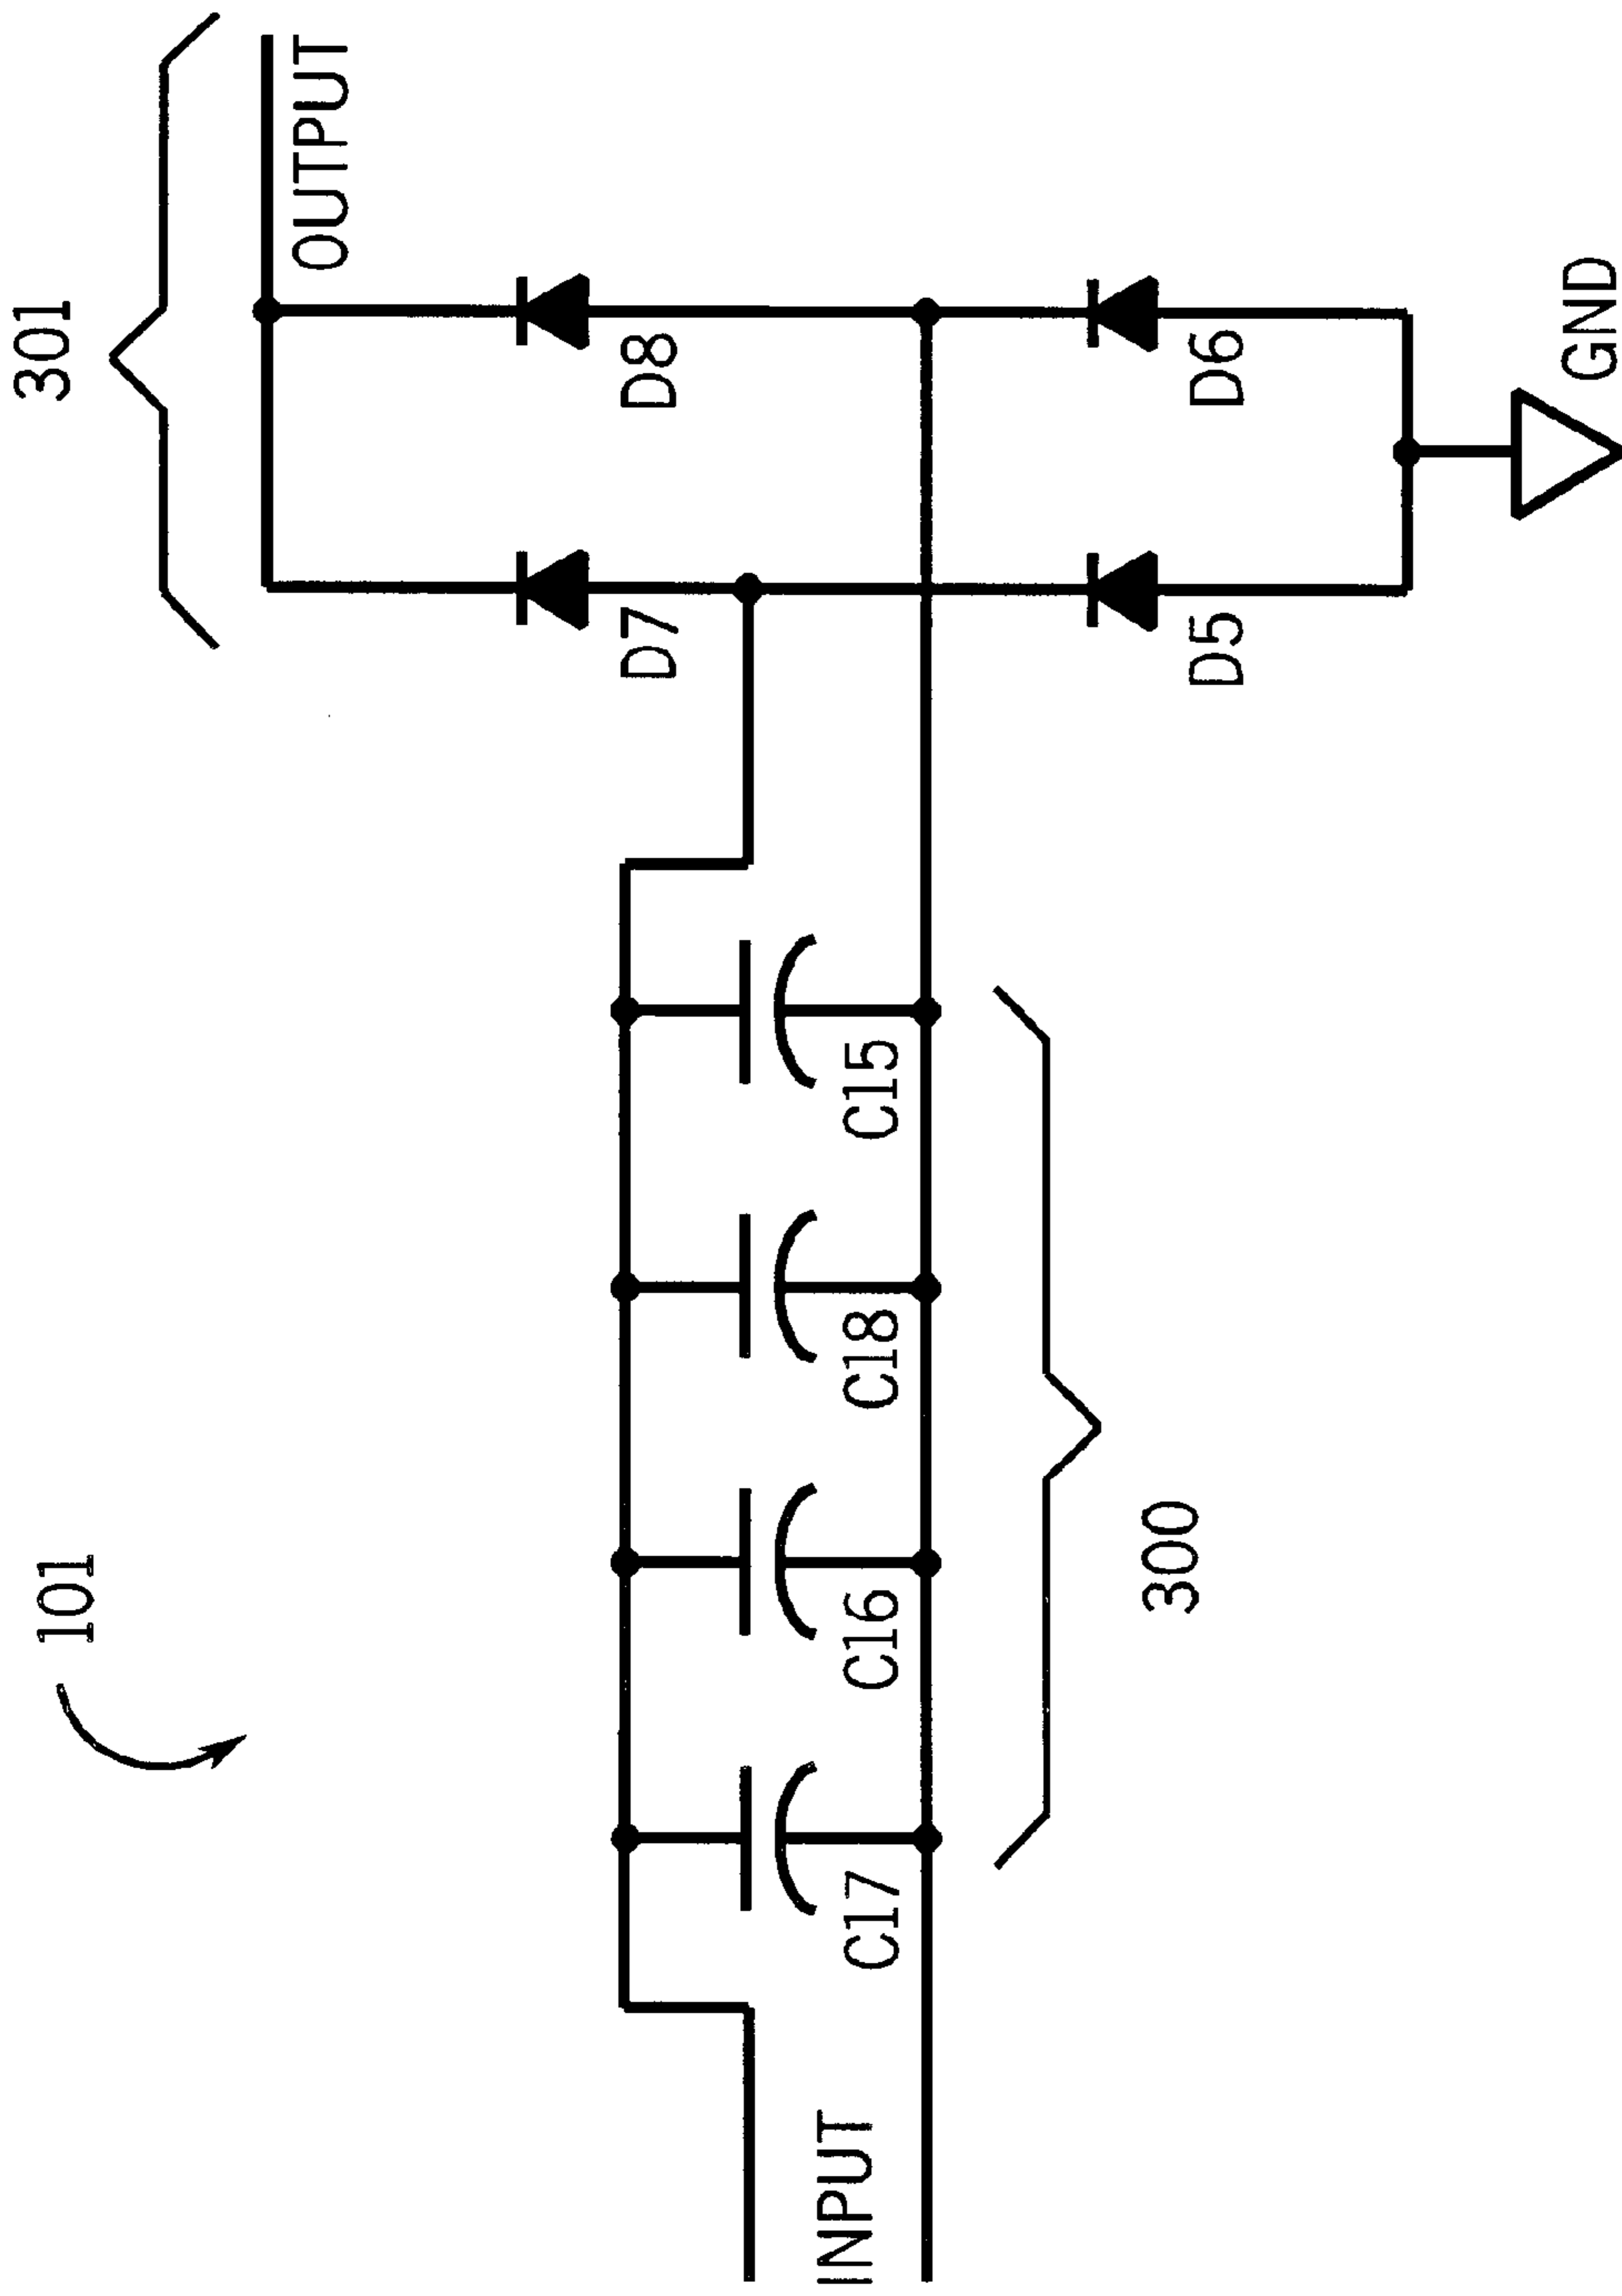 101
301
OUTPUT
D7
D8
INPUT
C17
C16
C18
C15
300
D5
D6
GND